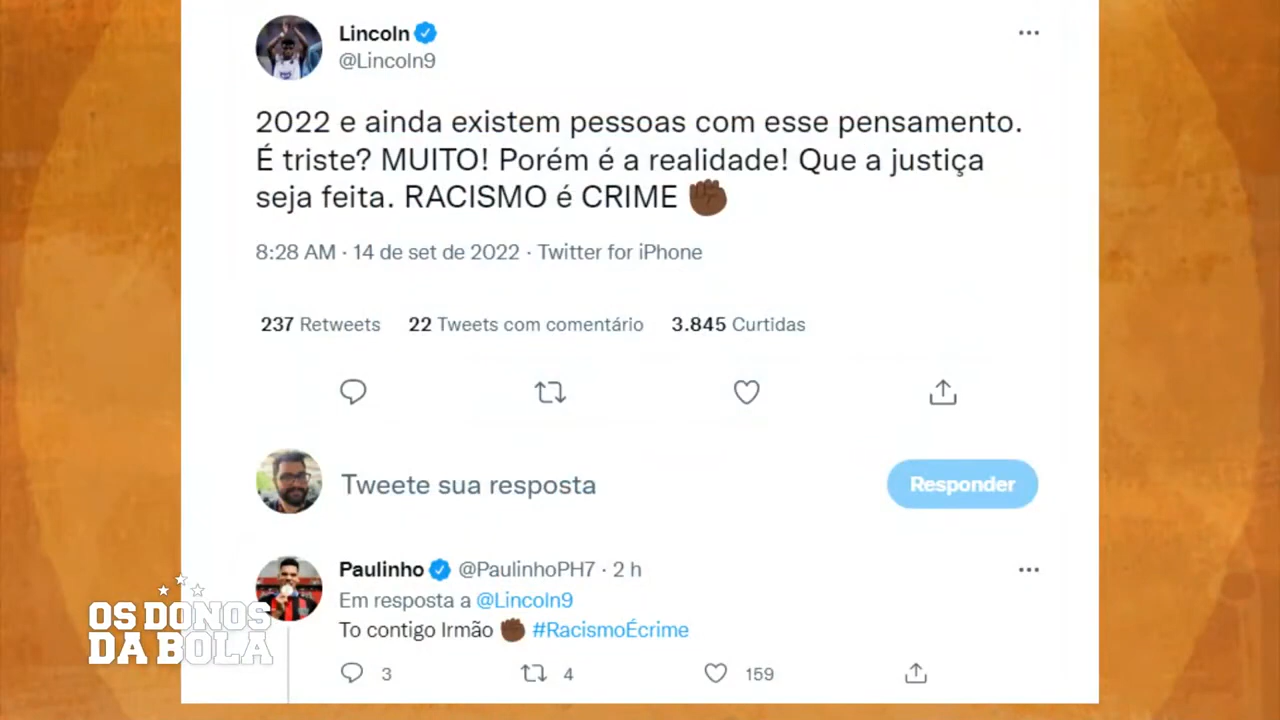 Lincoln
@Lincoln9
2022 e ainda existem pessoas com esse pensamento.
É triste? MUITO! Porém é a realidade! Que a justiça
seja feita. RACISMO é CRIME ✊🏿
8:28 AM · 14 de set de 2022 · Twitter for iPhone
237 Retweets 22 Tweets com comentário 3.845 Curtidas
Tweete sua resposta
Responder
Paulinho @PaulinhoPH7 · 2 h
Em resposta a @Lincoln9
To contigo Irmão ✊🏿 #RacismoÉcrime
3 4 159
OS DONOS
DA BOLA